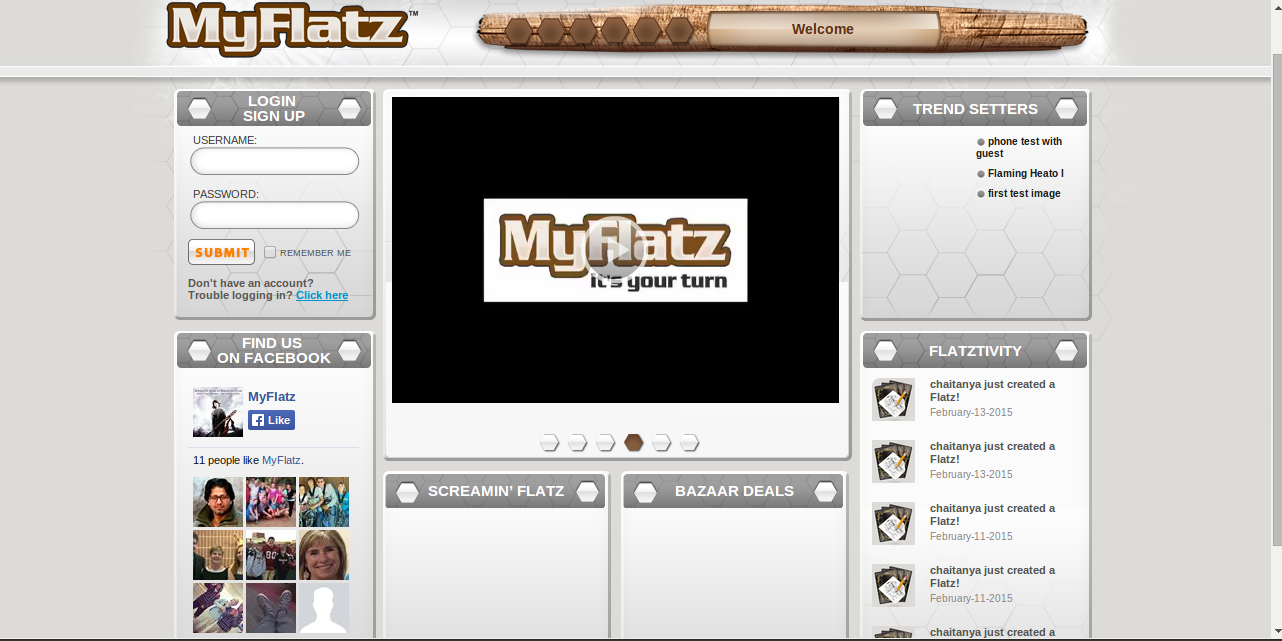 MyFlatz™
Welcome
LOGIN
SIGN UP
USERNAME:
PASSWORD:
SUBMIT
REMEMBER ME
Don't have an account?
Trouble logging in? Click here
FIND US
ON FACEBOOK
MyFlatz
Like
11 people like MyFlatz.
MyFlatz
it's your turn
SCREAMIN' FLATZ
BAZAAR DEALS
TREND SETTERS
phone test with
guest
Flaming Heato I
first test image
FLATZTIVITY
chaitanya just created a
Flatz!
February-13-2015
chaitanya just created a
Flatz!
February-13-2015
chaitanya just created a
Flatz!
February-11-2015
chaitanya just created a
Flatz!
February-11-2015
chaitanya just created a